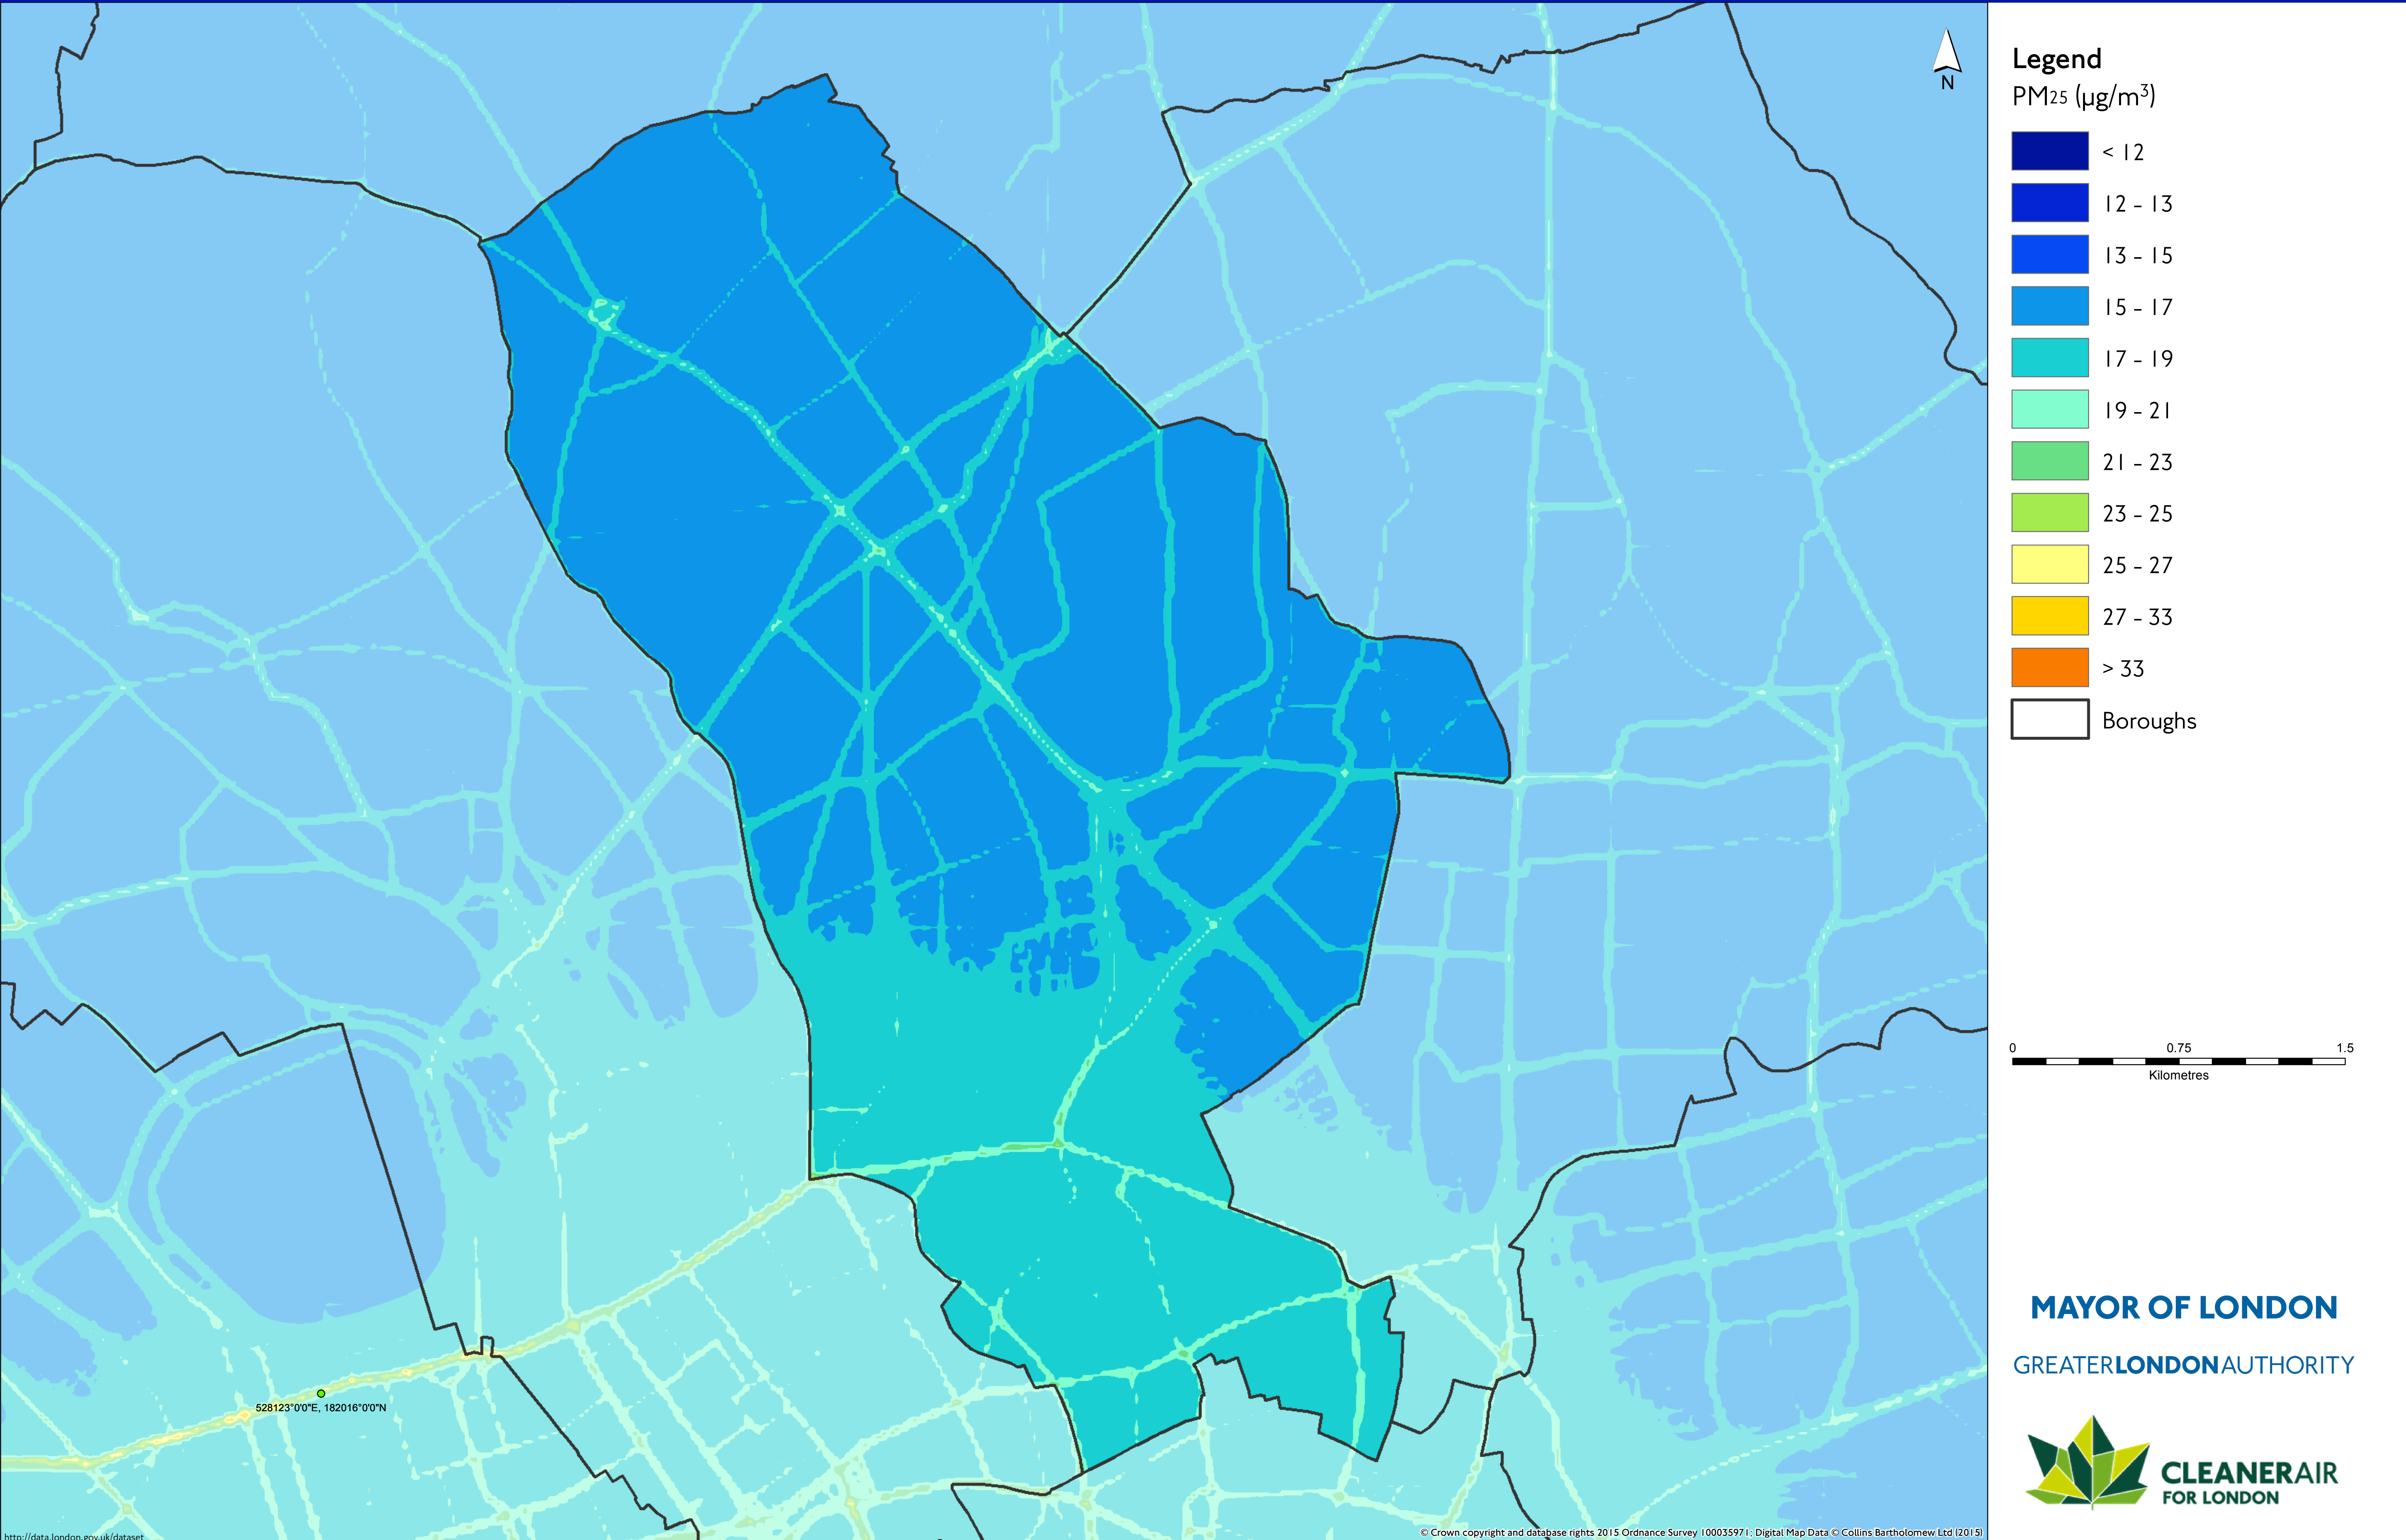 N
Legend
PM25 (µg/m3)
< 12
12 - 13
13 - 15
15 - 17
17 - 19
19 - 21
21 - 23
23 - 25
25 - 27
27 - 33
> 33
Boroughs
0 0.75 1.5
Kilometres
MAYOR OF LONDON
GREATERLONDONAUTHORITY
CLEANERAIR
FOR LONDON
528123°0'0"E, 182016°0'0"N
http://data.london.gov.uk/dataset
© Crown copyright and database rights 2015 Ordnance Survey 100035971; Digital Map Data © Collins Bartholomew Ltd (2015)